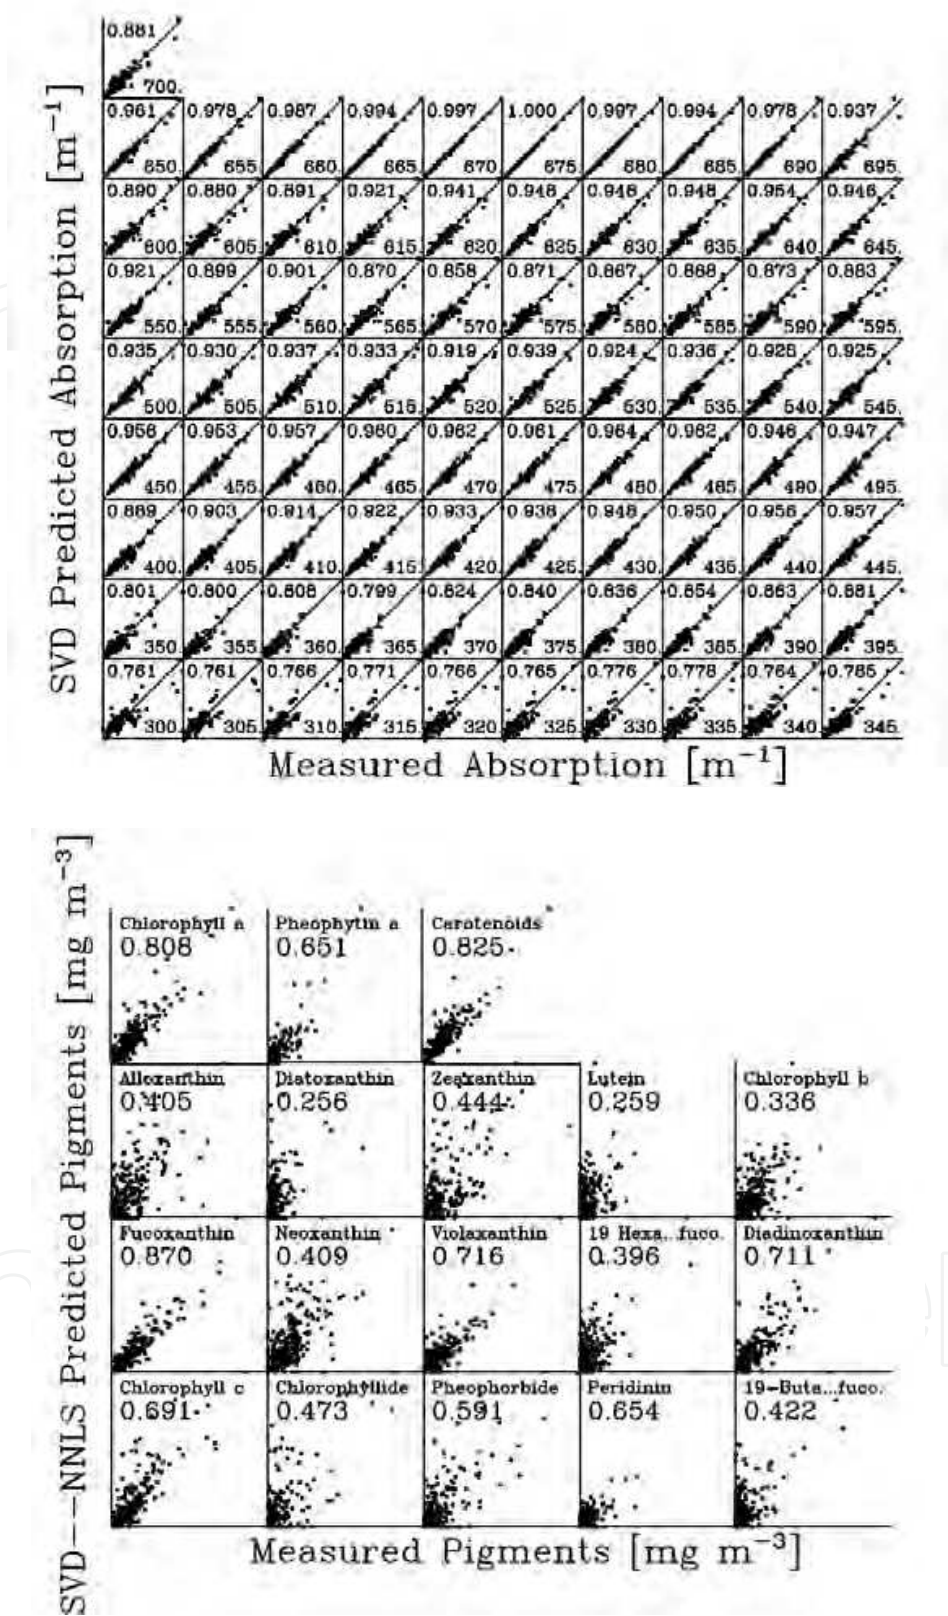 SVD Predicted Absorption [m⁻¹]
0.881
700.
0.961 0.978 0.987 0.994 0.997 1.000 0.997 0.994 0.978 0.937
650. 655. 660. 665. 670. 675. 680. 685. 690. 695.
0.890 0.880 0.891 0.921 0.941 0.948 0.946 0.948 0.954 0.946
600. 605. 610. 615. 620. 625. 630. 635. 640. 645.
0.921 0.899 0.901 0.870 0.858 0.871 0.867 0.868 0.873 0.883
550. 555. 560. 565. 570. 575. 580. 585. 590. 595.
0.935 0.930 0.937 0.933 0.919 0.939 0.924 0.936 0.928 0.925
500. 505. 510. 515. 520. 525. 530. 535. 540. 545.
0.956 0.953 0.957 0.960 0.962 0.961 0.964 0.962 0.946 0.947
450. 455. 460. 465. 470. 475. 480. 485. 490. 495.
0.889 0.903 0.914 0.922 0.933 0.938 0.948 0.950 0.956 0.957
400. 405. 410. 415. 420. 425. 430. 435. 440. 445.
0.801 0.800 0.808 0.799 0.824 0.840 0.836 0.854 0.863 0.881
350. 355. 360. 365. 370. 375. 380. 385. 390. 395.
0.761 0.761 0.766 0.771 0.766 0.765 0.776 0.778 0.764 0.785
300. 305. 310. 315. 320. 325. 330. 335. 340. 345.
Measured Absorption [m⁻¹]
SVD--NNLS Predicted Pigments [mg m⁻³]
Chlorophyll a Pheophytin a Carotenoids
0.808 0.651 0.825
Alloxanthin Diatoxanthin Zeaxanthin Lutein Chlorophyll b
0.405 0.256 0.444 0.259 0.336
Fucoxanthin Neoxanthin Violaxanthin 19 Hexa...fuco. Diadinoxanthin
0.870 0.409 0.716 0.396 0.711
Chlorophyll c Chlorophyllide Pheophorbide Peridinin 19-Buta...fuco.
0.691 0.473 0.591 0.654 0.422
Measured Pigments [mg m⁻³]